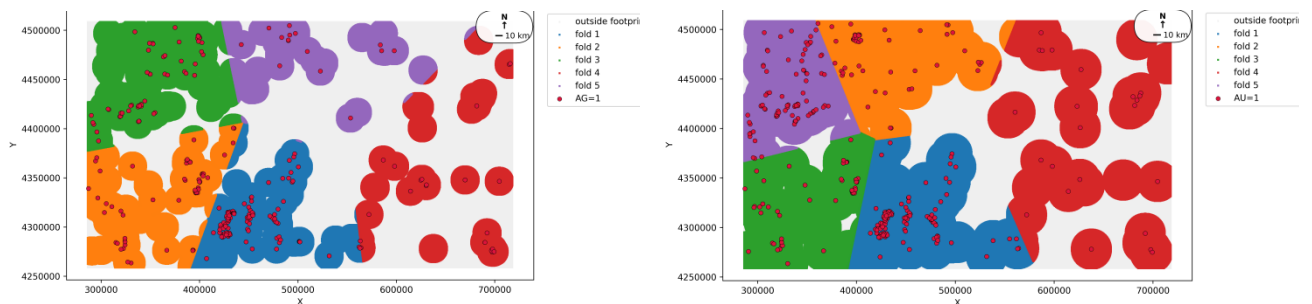 4500000
4450000
4400000
4350000
4300000
4250000
Y
300000
400000
500000
600000
700000
X
N
10 km
outside footpri
fold 1
fold 2
fold 3
fold 4
fold 5
AG=1
4500000
4450000
4400000
4350000
4300000
4250000
Y
300000
400000
500000
600000
700000
X
N
10 km
outside footprin
fold 1
fold 2
fold 3
fold 4
fold 5
AU=1